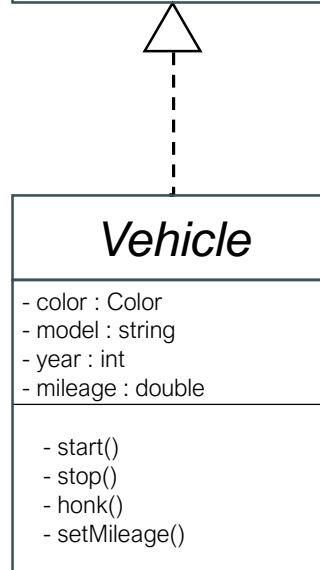 Vehicle
- color : Color
- model : string
- year : int
- mileage : double
- start()
- stop()
- honk()
- setMileage()